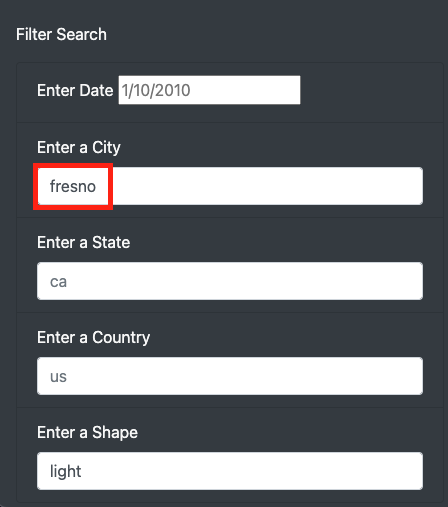 Filter Search
Enter Date 1/10/2010
Enter a City
fresno
Enter a State
ca
Enter a Country
us
Enter a Shape
light